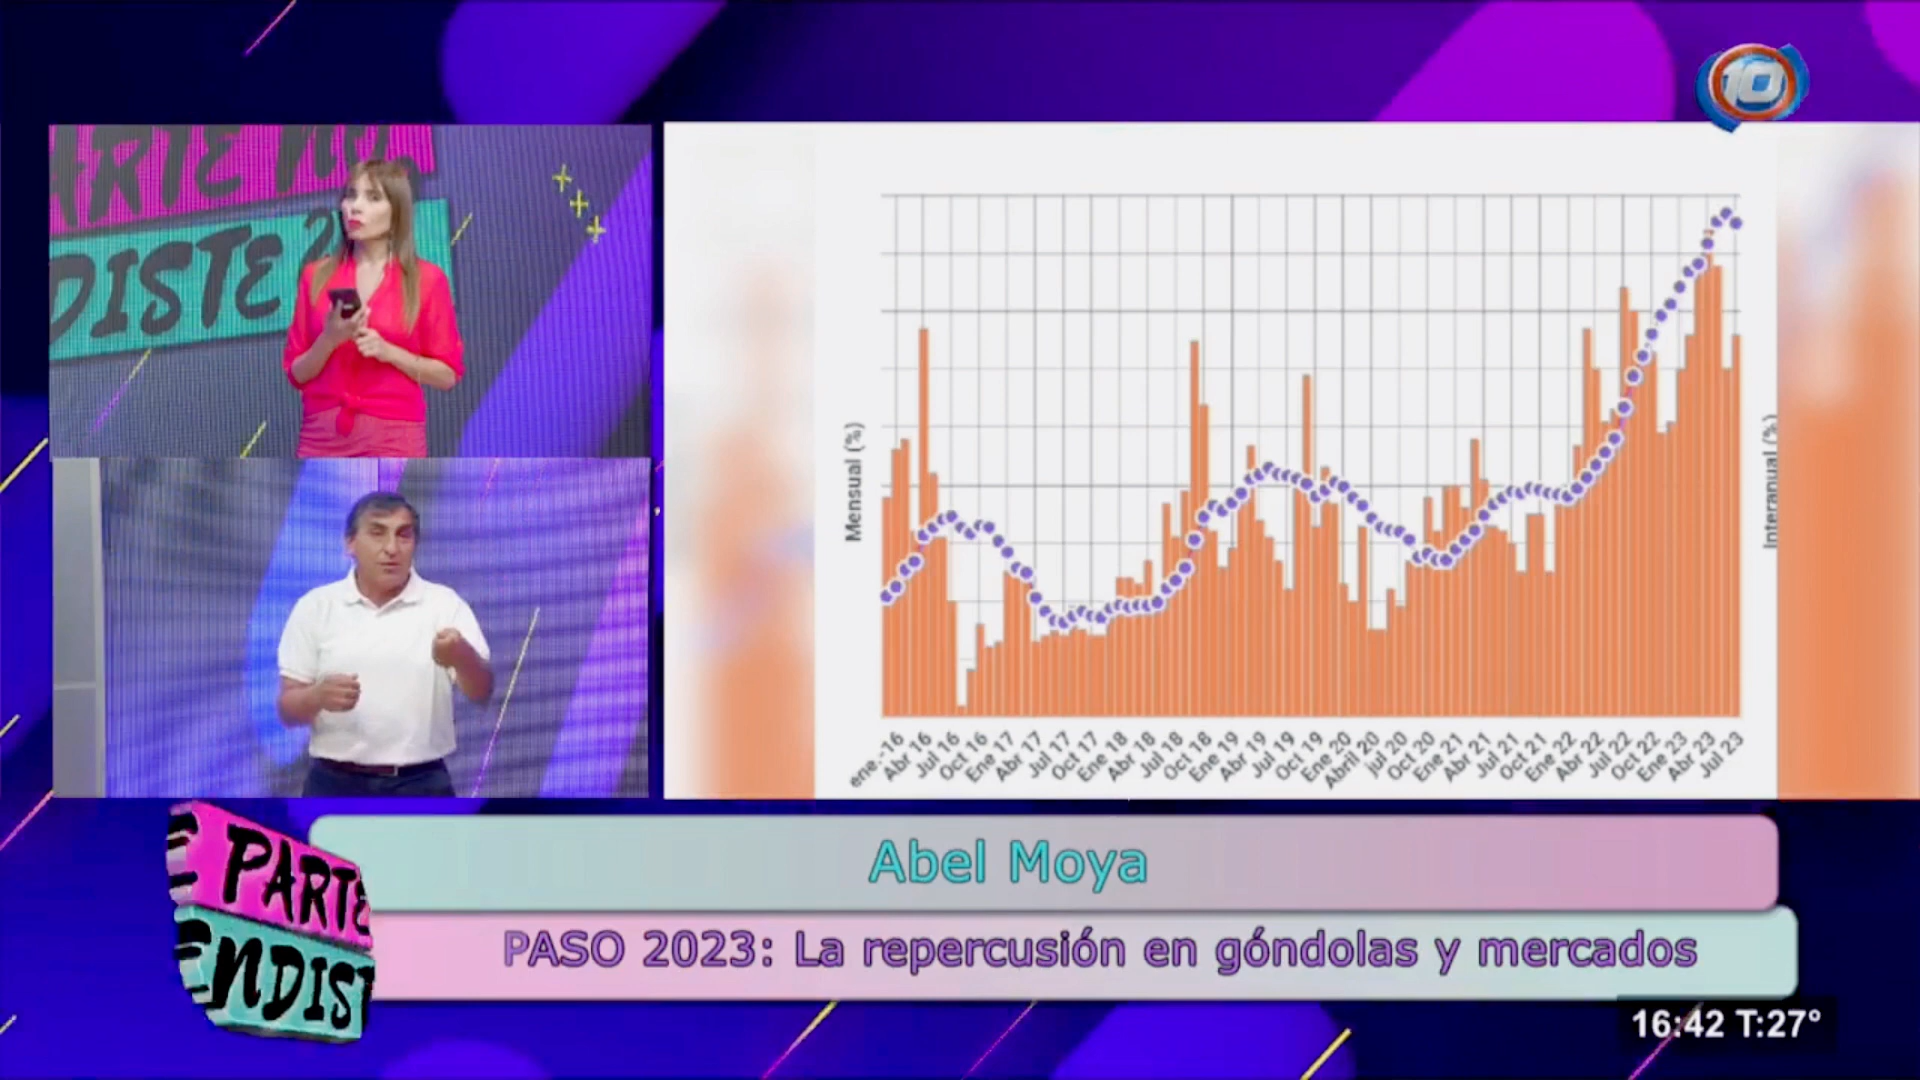 10
DISTE?
Mensual (%)
Interanual (%)
ene.-16
Abr 16
Jul 16
Oct 16
Ene 17
Abr 17
Jul 17
Oct 17
Ene 18
Abr 18
Jul 18
Oct 18
Ene 19
Abr 19
Jul 19
Oct 19
Ene 20
Abril 20
jul 20
Oct 20
Ene 21
Abr 21
Jul 21
Oct 21
Ene 22
Abr 22
Jul 22
Oct 22
Ene 23
Abr 23
Jul 23
PARTE
ENDIST
Abel Moya
PASO 2023: La repercusión en góndolas y mercados
16:42 T:27°